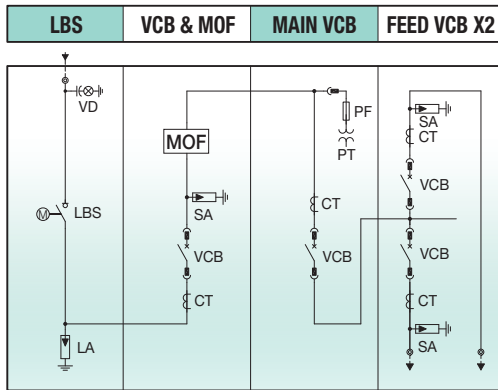 LBS
VCB & MOF
MAIN VCB
FEED VCB X2
VD
M
LBS
LA
MOF
SA
VCB
CT
PF
PT
CT
VCB
SA
CT
VCB
VCB
CT
SA